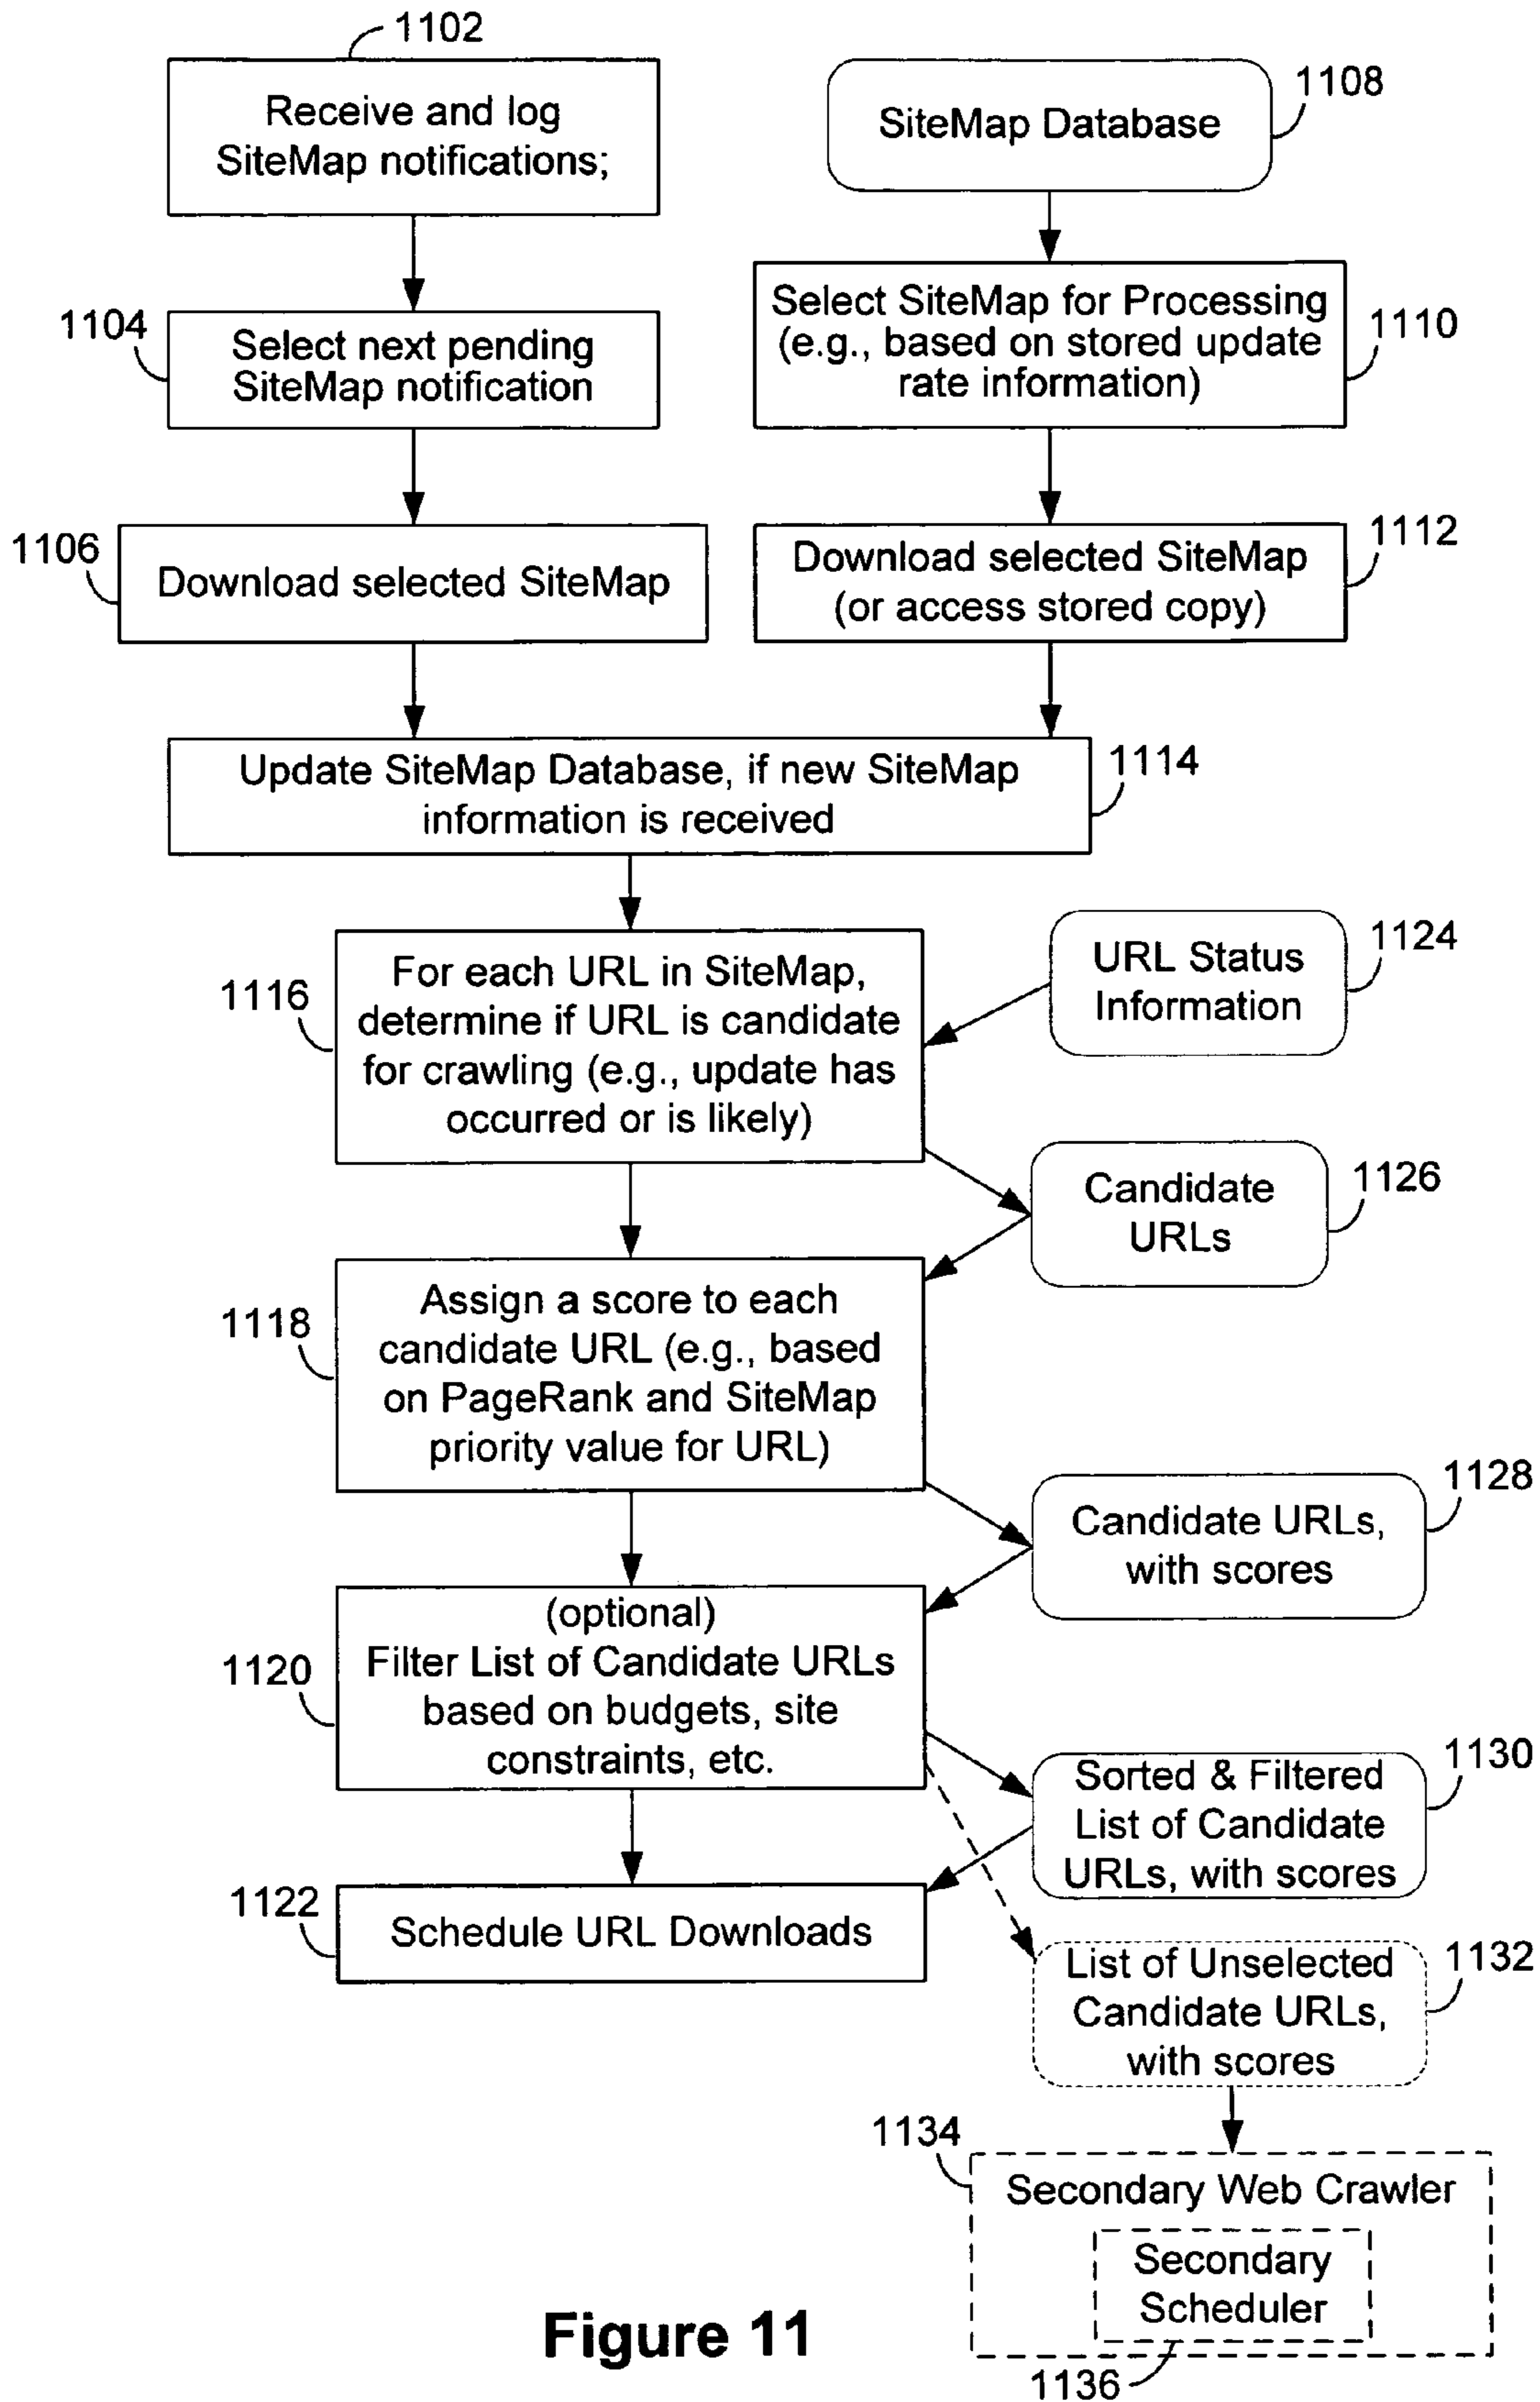 1102
Receive and log
SiteMap notifications;
1108
SiteMap Database
1104
Select next pending
SiteMap notification
1110
Select SiteMap for Processing
(e.g., based on stored update
rate information)
1106
Download selected SiteMap
1112
Download selected SiteMap
(or access stored copy)
1114
Update SiteMap Database, if new SiteMap
information is received
1116
For each URL in SiteMap,
determine if URL is candidate
for crawling (e.g., update has
occurred or is likely)
1124
URL Status
Information
1126
Candidate
URLs
1118
Assign a score to each
candidate URL (e.g., based
on PageRank and SiteMap
priority value for URL)
1128
Candidate URLs,
with scores
1120
(optional)
Filter List of Candidate URLs
based on budgets, site
constraints, etc.
1130
Sorted & Filtered
List of Candidate
URLs, with scores
1122
Schedule URL Downloads
1132
List of Unselected
Candidate URLs,
with scores
1134
Secondary Web Crawler
Secondary
Scheduler
1136
Figure 11